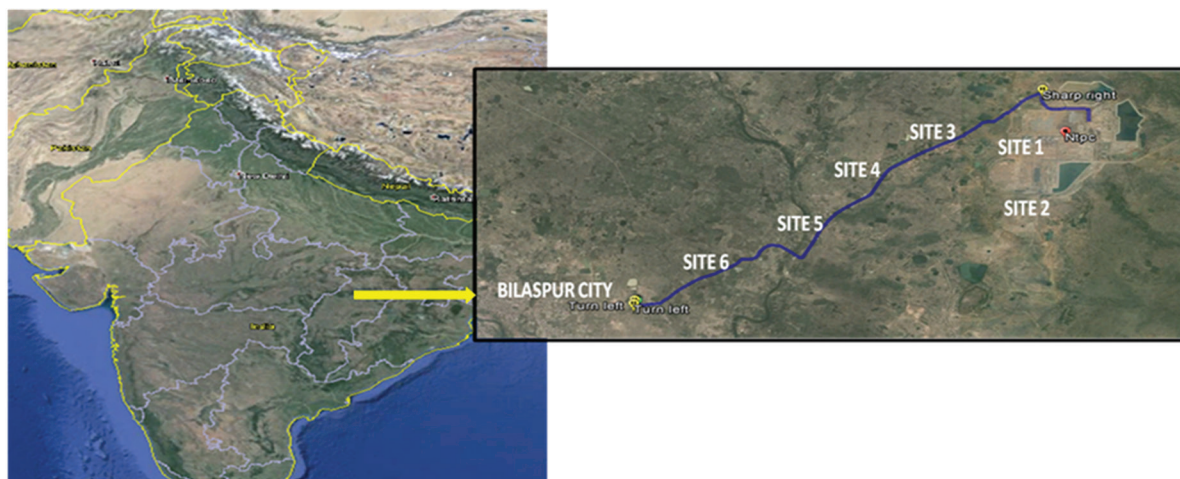 New Delhi
Nepal
Sharp right
Ntpc
SITE 3
SITE 1
SITE 4
SITE 2
SITE 5
SITE 6
BILASPUR CITY
Turn left
Turn left